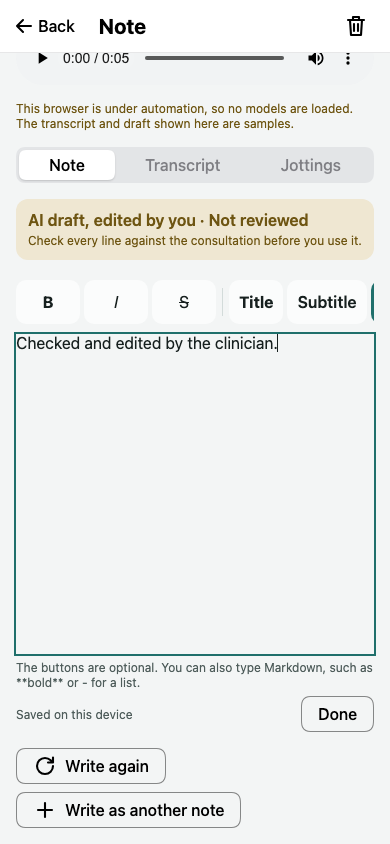 Back
Note
0:00 / 0:05
This browser is under automation, so no models are loaded.
The transcript and draft shown here are samples.
Note
Transcript
Jottings
AI draft, edited by you · Not reviewed
Check every line against the consultation before you use it.
B
I
S
Title
Subtitle
Checked and edited by the clinician.
The buttons are optional. You can also type Markdown, such as
**bold** or - for a list.
Saved on this device
Done
Write again
Write as another note